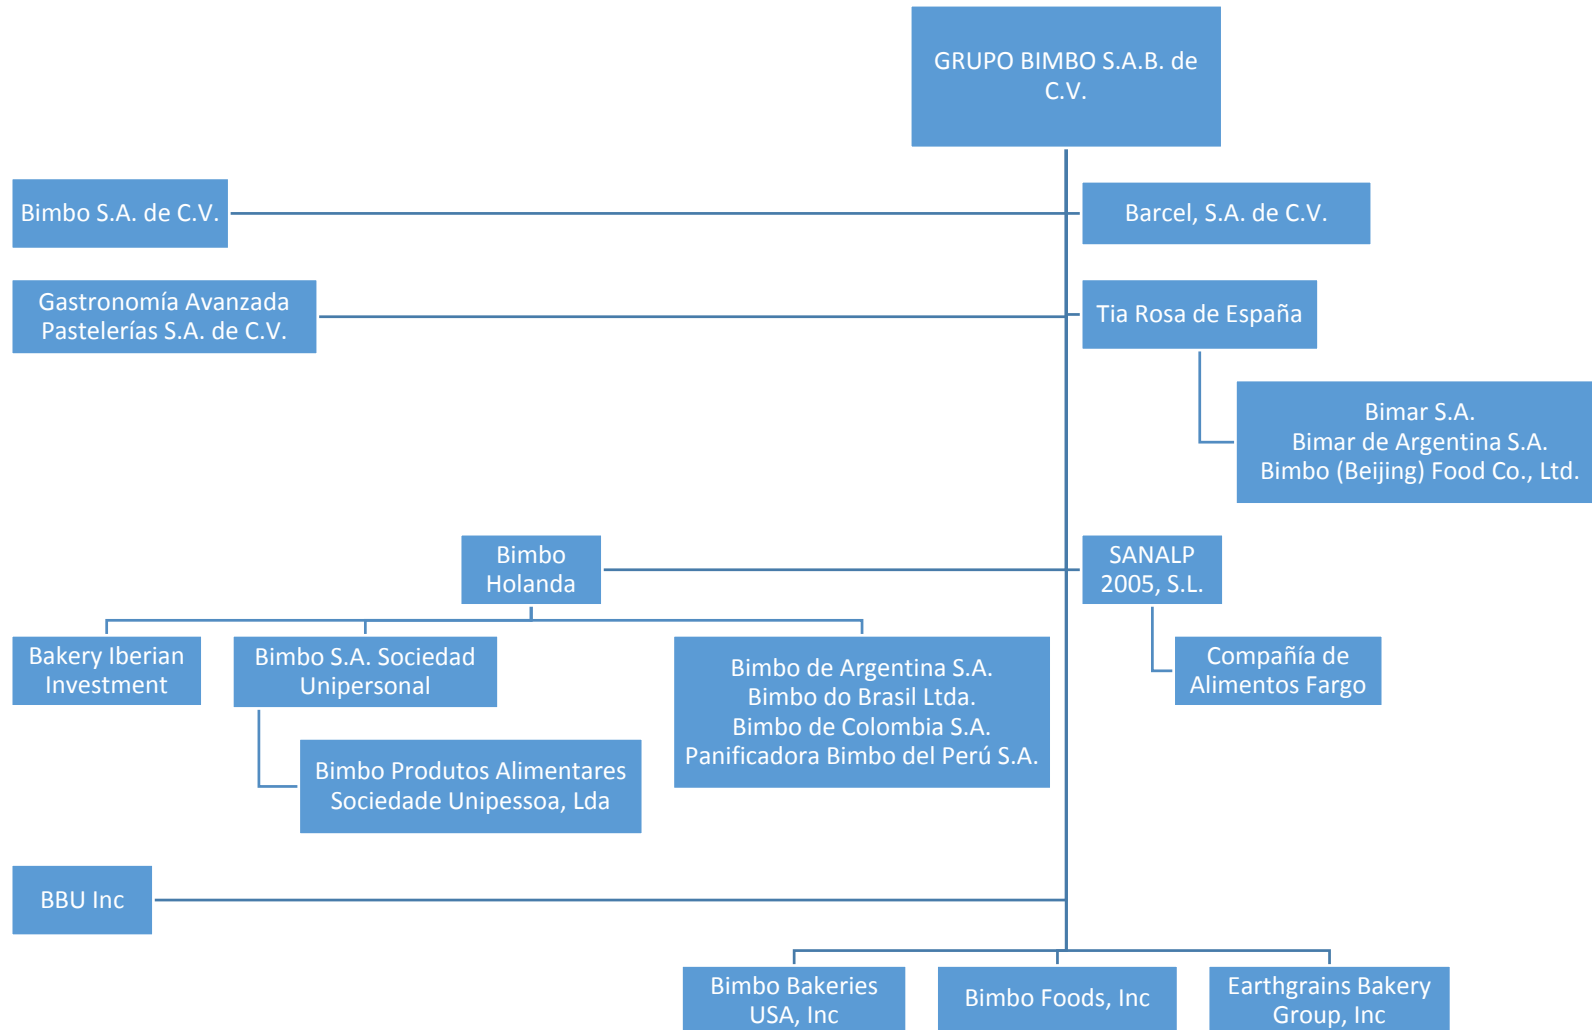 GRUPO BIMBO S.A.B. de
C.V.
Bimbo S.A. de C.V.
Barcel, S.A. de C.V.
Gastronomía Avanzada
Pastelerías S.A. de C.V.
Tia Rosa de España
Bimar S.A.
Bimar de Argentina S.A.
Bimbo (Beijing) Food Co., Ltd.
Bimbo
Holanda
SANALP
2005, S.L.
Bakery Iberian
Investment
Bimbo S.A. Sociedad
Unipersonal
Bimbo de Argentina S.A.
Bimbo do Brasil Ltda.
Bimbo de Colombia S.A.
Panificadora Bimbo del Perú S.A.
Compañía de
Alimentos Fargo
Bimbo Produtos Alimentares
Sociedade Unipessoa, Lda
BBU Inc
Bimbo Bakeries
USA, Inc
Bimbo Foods, Inc
Earthgrains Bakery
Group, Inc